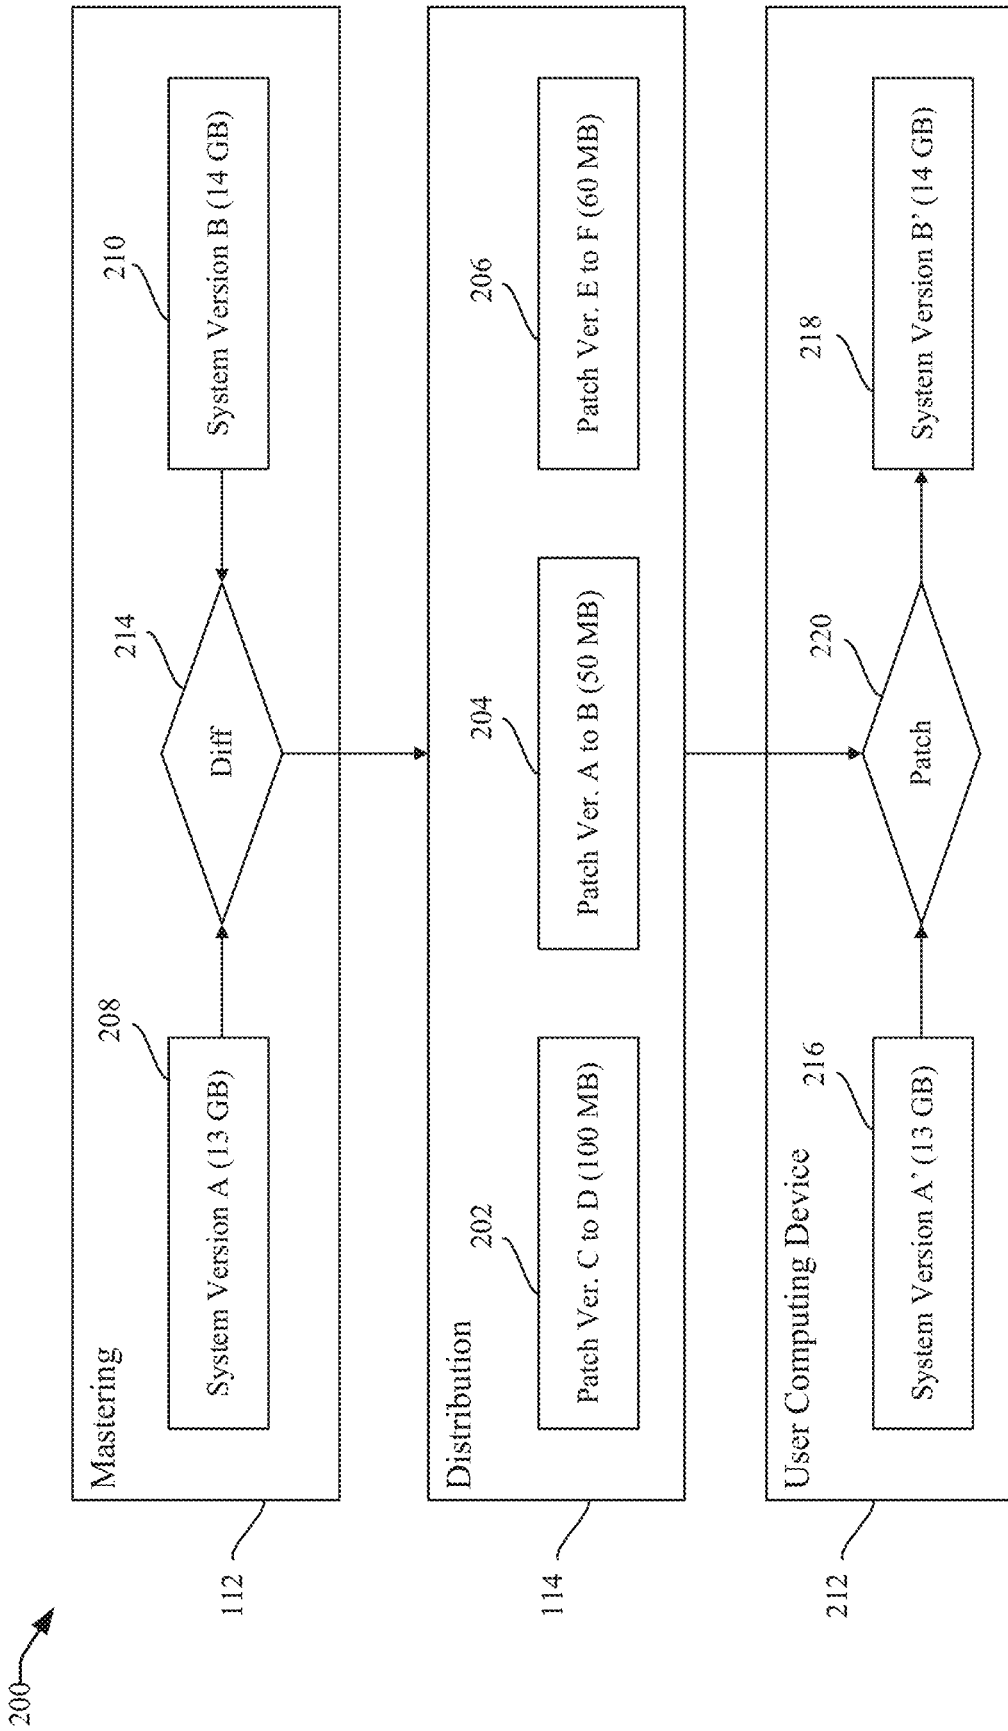 200
Mastering
112
208
System Version A (13 GB)
214
Diff
210
System Version B (14 GB)
Distribution
114
202
Patch Ver. C to D (100 MB)
204
Patch Ver. A to B (50 MB)
206
Patch Ver. E to F (60 MB)
User Computing Device
212
216
System Version A’ (13 GB)
220
Patch
218
System Version B’ (14 GB)